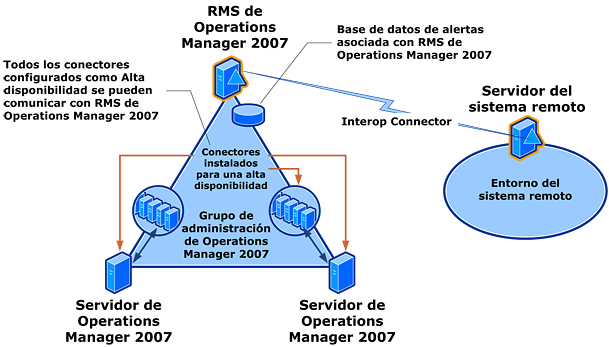 RMS de
Operations
Manager 2007
Base de datos de alertas
asociada con RMS de
Operations Manager 2007
Todos los conectores
configurados como Alta
disponibilidad se pueden
comunicar con RMS de
Operations Manager 2007
Servidor del
sistema remoto
Interop Connector
Conectores
instalados
para una alta
disponibilidad
Entorno del
sistema remoto
Grupo de
administración
de Operations
Manager 2007
Servidor de
Operations
Manager 2007
Servidor de
Operations
Manager 2007